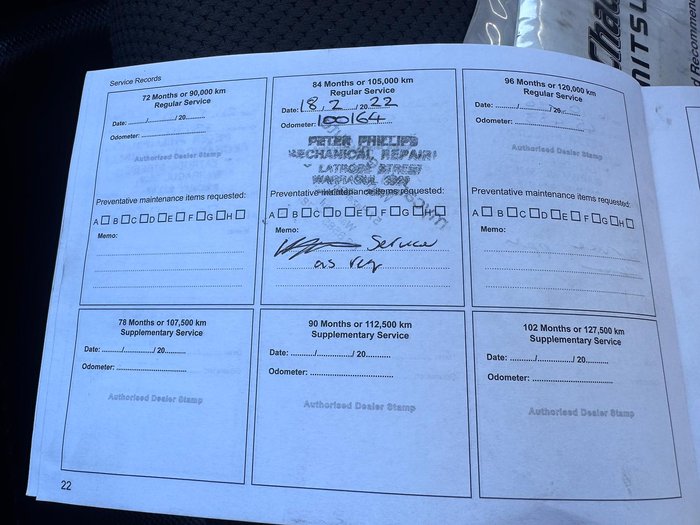 Service Records
72 Months or 90,000 km
Regular Service
Date: ........../........../ 20..........
Odometer: ..............................
Authorised Dealer Stamp
Preventative maintenance items requested:
A☐ B☐ C☐ D☐ E☐ F☐ G☐ H☐
Memo:
84 Months or 105,000 km
Regular Service
Date: 18 / 2 / 20 22
Odometer: 100164
PETER PHILLIPS
MECHANICAL REPAIRS
LATROBE STREET
WARRAGUL 3820
Preventative maintenance items requested:
A☐ B☐ C☐ D☐ E☐ F☐ G☐ H☐
Memo:
Service
as req
96 Months or 120,000 km
Regular Service
Date: ........../........../ 20..........
Odometer: ..............................
Authorised Dealer Stamp
Preventative maintenance items requested:
A☐ B☐ C☐ D☐ E☐ F☐ G☐ H☐
Memo:
78 Months or 107,500 km
Supplementary Service
Date: ........../........../ 20..........
Odometer: ..............................
Authorised Dealer Stamp
90 Months or 112,500 km
Supplementary Service
Date: ........../........../ 20..........
Odometer: ..............................
Authorised Dealer Stamp
102 Months or 127,500 km
Supplementary Service
Date: ........../........../ 20..........
Odometer: ..............................
Authorised Dealer Stamp
22